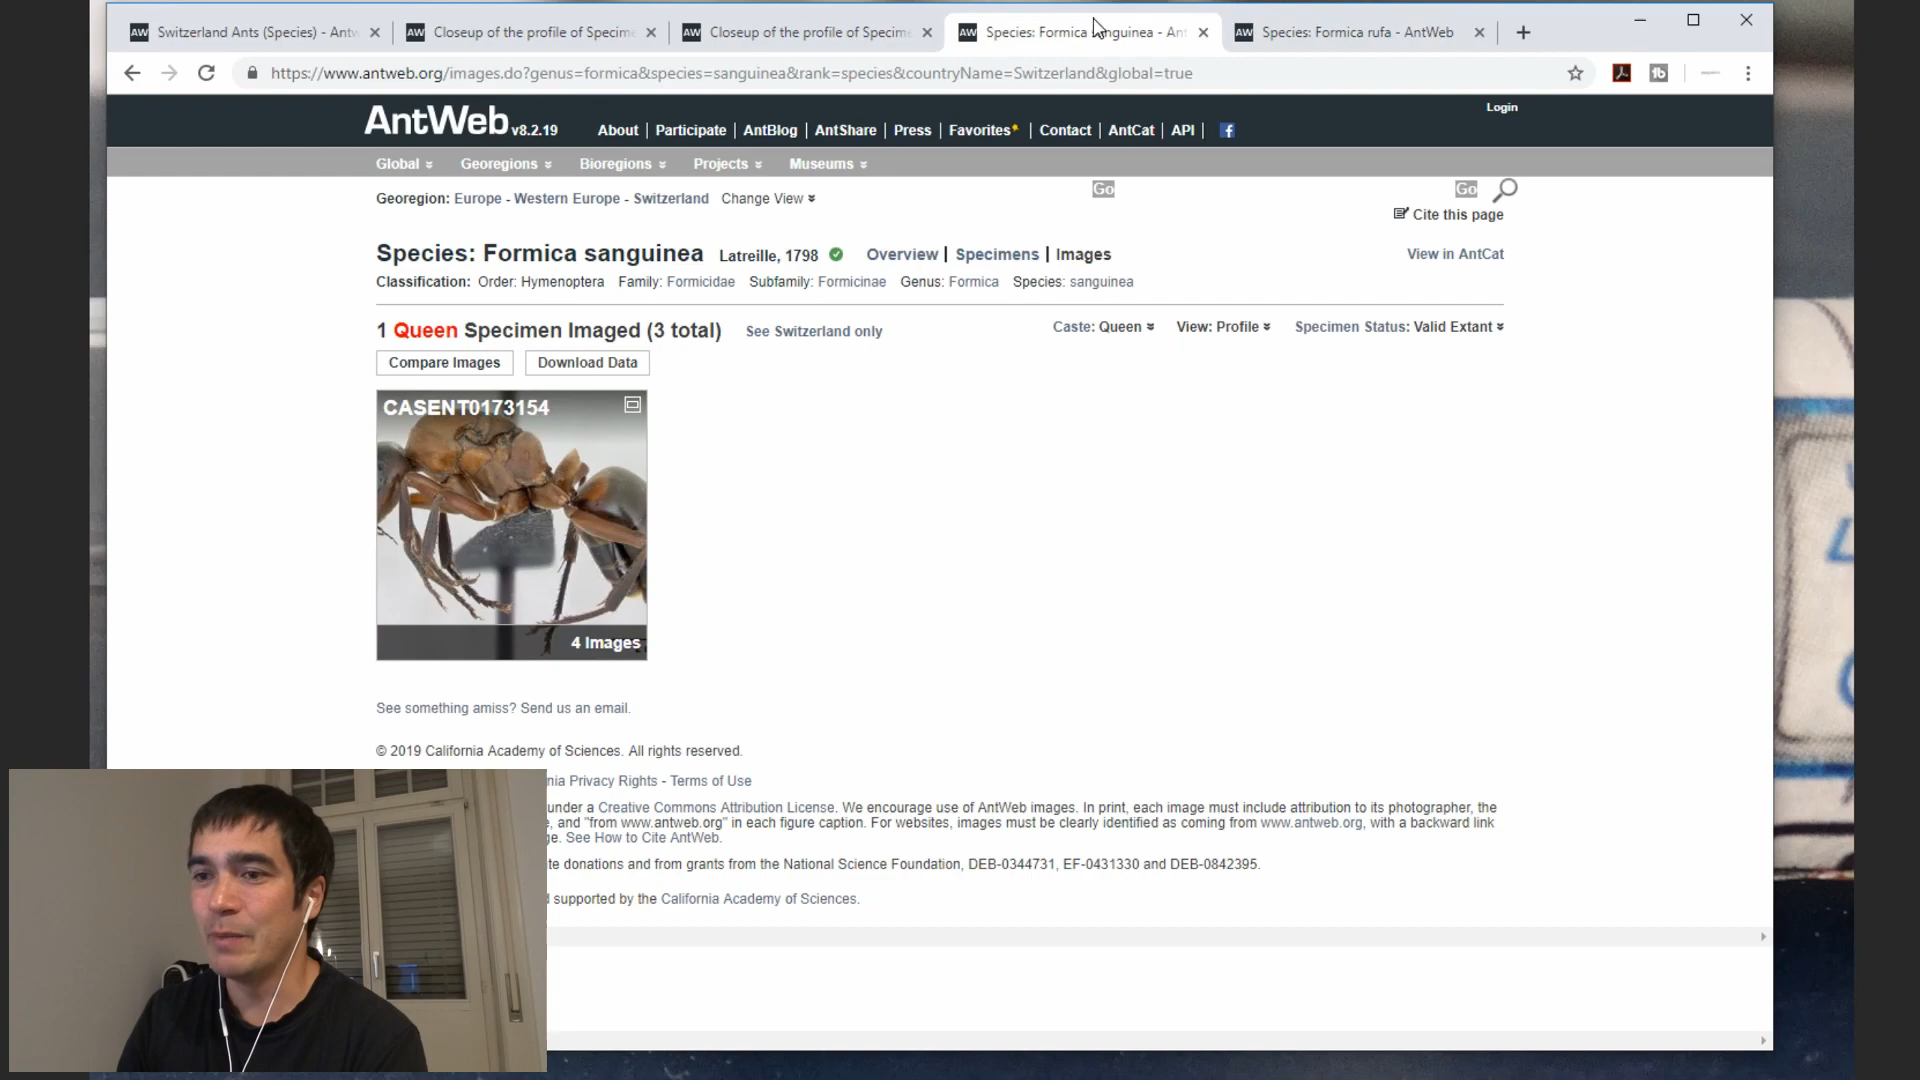 Switzerland Ants (Species) - Antw
Closeup of the profile of Specime
Closeup of the profile of Specime
Species: Formica sanguinea - Ant
Species: Formica rufa - AntWeb
https://www.antweb.org/images.do?genus=formica&species=sanguinea&rank=species&countryName=Switzerland&global=true
Login
AntWeb v8.2.19 About | Participate | AntBlog | AntShare | Press | Favorites* | Contact | AntCat | API |
Global Georegions Bioregions Projects Museums
Go Go
Georegion: Europe - Western Europe - Switzerland Change View
Cite this page
Species: Formica sanguinea Latreille, 1798 Overview | Specimens | Images View in AntCat
Classification: Order: Hymenoptera Family: Formicidae Subfamily: Formicinae Genus: Formica Species: sanguinea
1 Queen Specimen Imaged (3 total) See Switzerland only Caste: Queen View: Profile Specimen Status: Valid Extant
Compare Images Download Data
CASENT0173154
4 Images
See something amiss? Send us an email.
© 2019 California Academy of Sciences. All rights reserved.
nia Privacy Rights - Terms of Use
under a Creative Commons Attribution License. We encourage use of AntWeb images. In print, each image must include attribution to its photographer, the
e, and "from www.antweb.org" in each figure caption. For websites, images must be clearly identified as coming from www.antweb.org, with a backward link
ge. See How to Cite AntWeb.
te donations and from grants from the National Science Foundation, DEB-0344731, EF-0431330 and DEB-0842395.
d supported by the California Academy of Sciences.